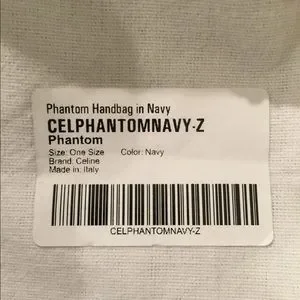 Phantom Handbag in Navy
CELPHANTOMNAVY-Z
Phantom
Size: One Size Color: Navy
Brand: Celine
Made in: Italy
CELPHANTOMNAVY-Z